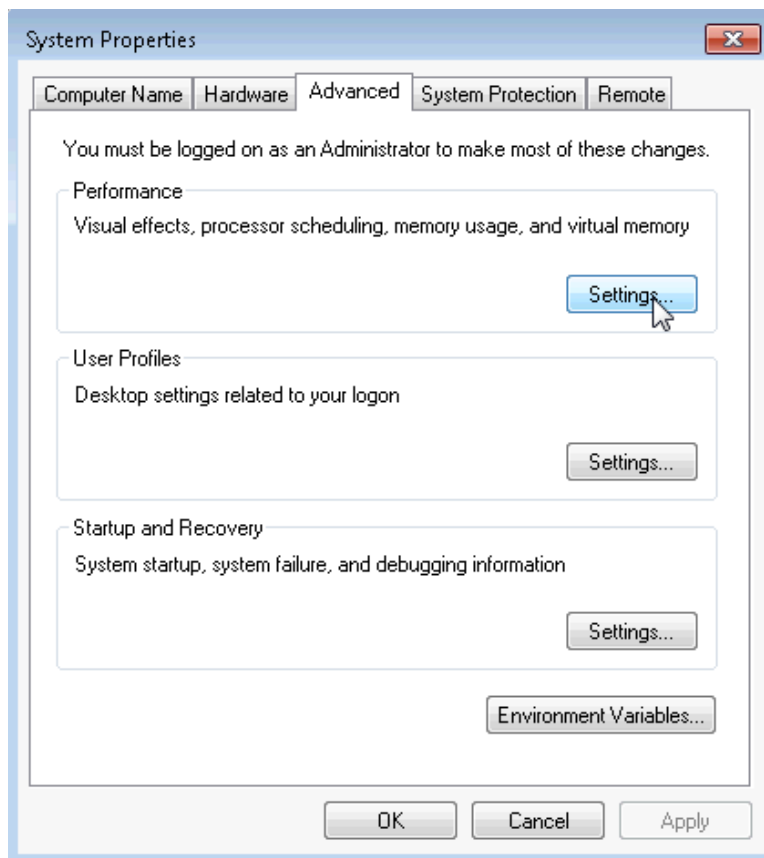 System Properties
Computer Name Hardware Advanced System Protection Remote
You must be logged on as an Administrator to make most of these changes.
Performance
Visual effects, processor scheduling, memory usage, and virtual memory
Settings...
User Profiles
Desktop settings related to your logon
Settings...
Startup and Recovery
System startup, system failure, and debugging information
Settings...
Environment Variables...
OK Cancel Apply